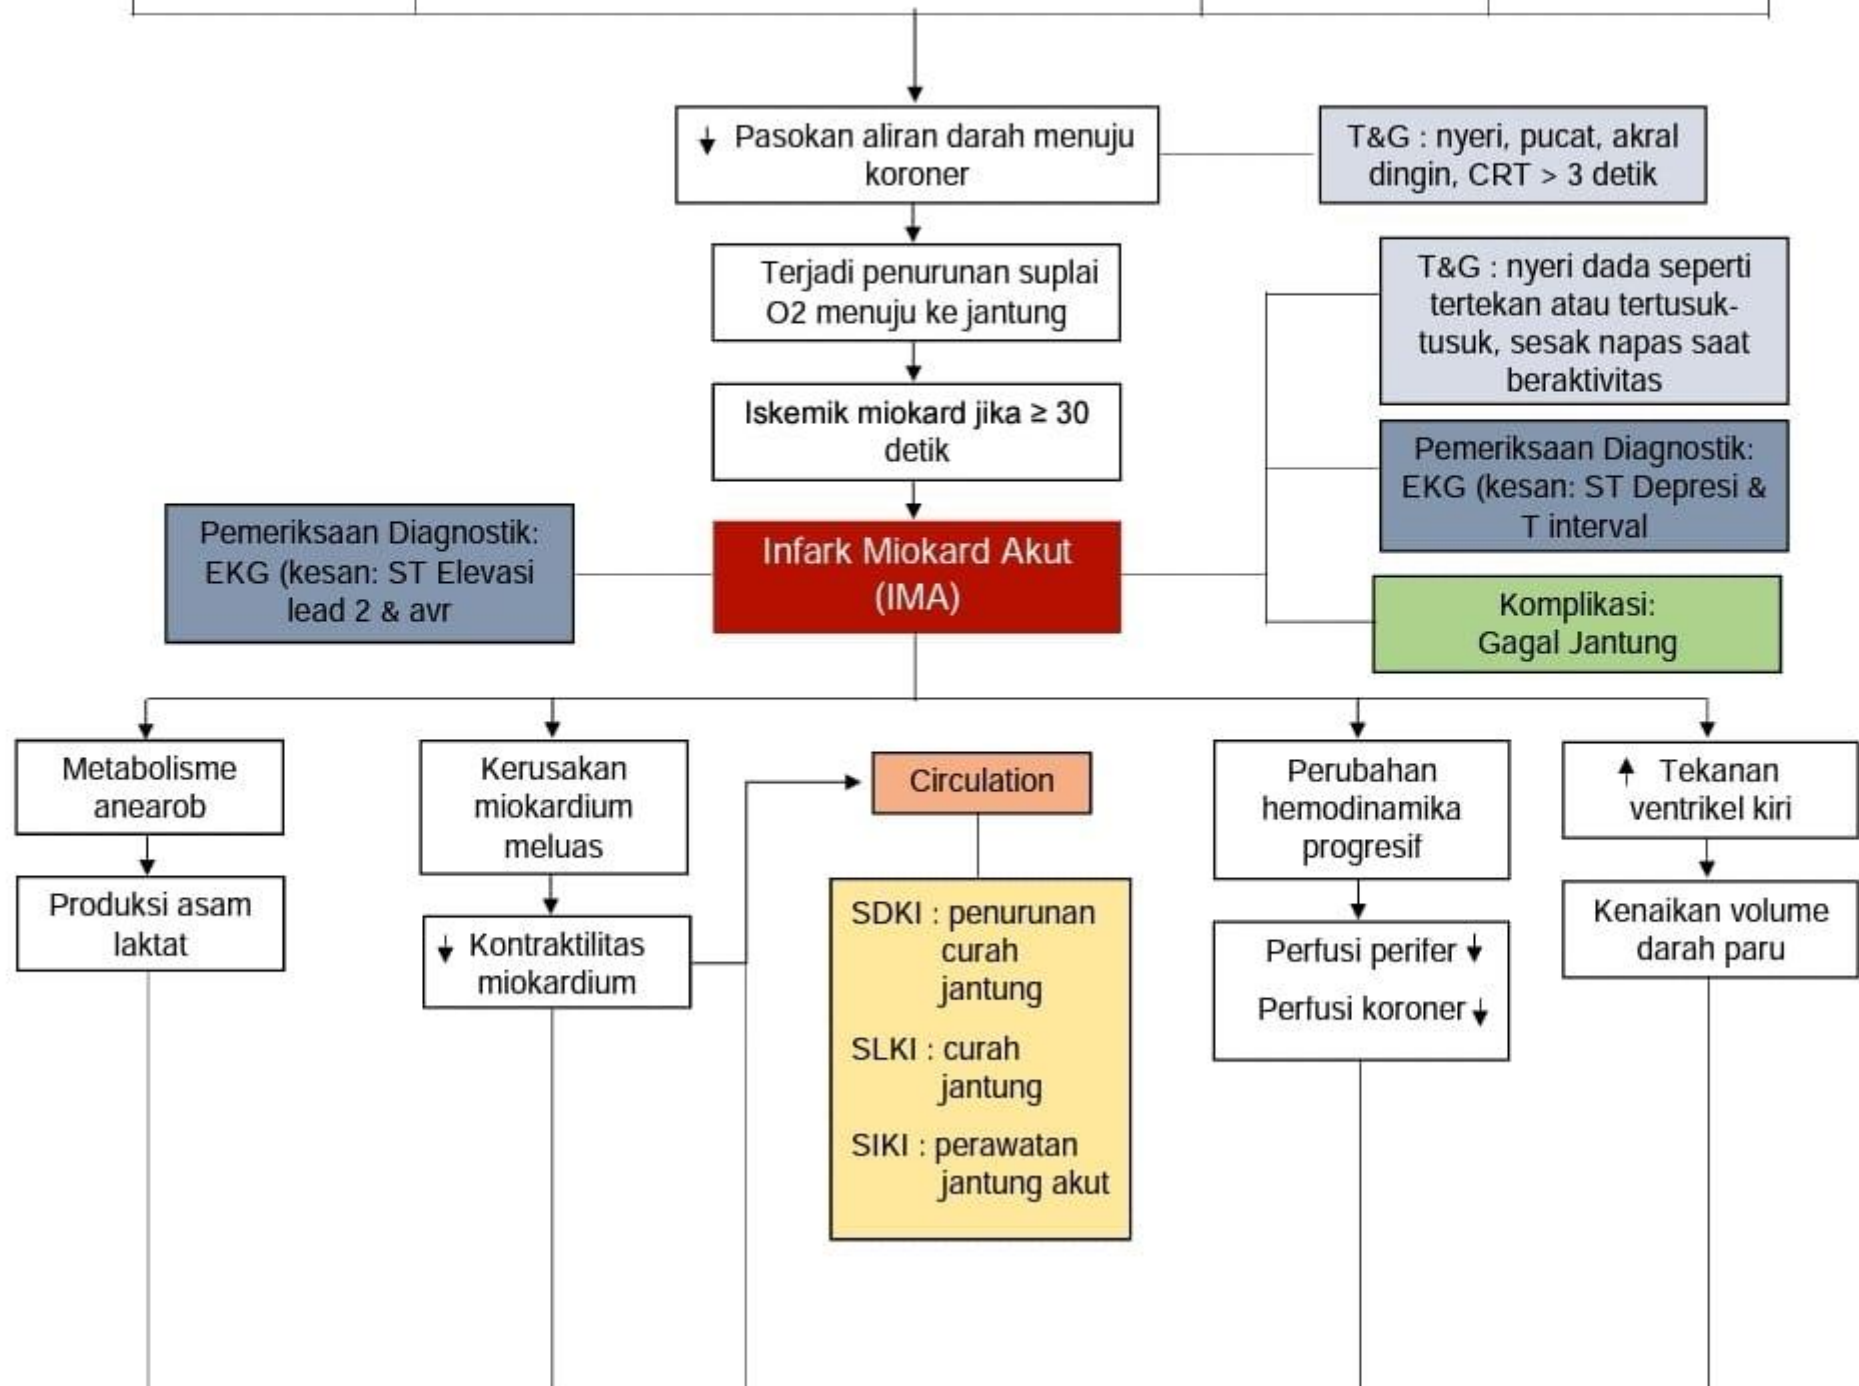 ↓ Pasokan aliran darah menuju
koroner
T&G : nyeri, pucat, akral
dingin, CRT > 3 detik
Terjadi penurunan suplai
O2 menuju ke jantung
T&G : nyeri dada seperti
tertekan atau tertusuk-
tusuk, sesak napas saat
beraktivitas
Iskemik miokard jika ≥ 30
detik
Pemeriksaan Diagnostik:
EKG (kesan: ST Depresi &
T interval
Pemeriksaan Diagnostik:
EKG (kesan: ST Elevasi
lead 2 & avr
Infark Miokard Akut
(IMA)
Komplikasi:
Gagal Jantung
Metabolisme
anearob
Kerusakan
miokardium
meluas
Circulation
Perubahan
hemodinamika
progresif
↑ Tekanan
ventrikel kiri
Produksi asam
laktat
↓ Kontraktilitas
miokardium
SDKI : penurunan
curah
jantung
SLKI : curah
jantung
SIKI : perawatan
jantung akut
Perfusi perifer ↓
Perfusi koroner ↓
Kenaikan volume
darah paru